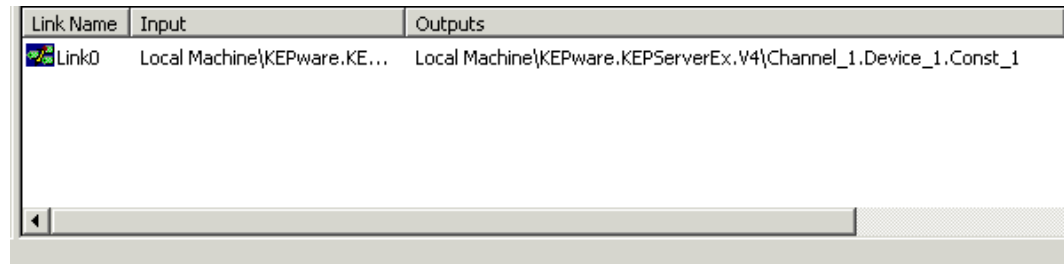 Link Name Input Outputs
Link0 Local Machine\KEPware.KE... Local Machine\KEPware.KEPServerEx.V4\Channel_1.Device_1.Const_1